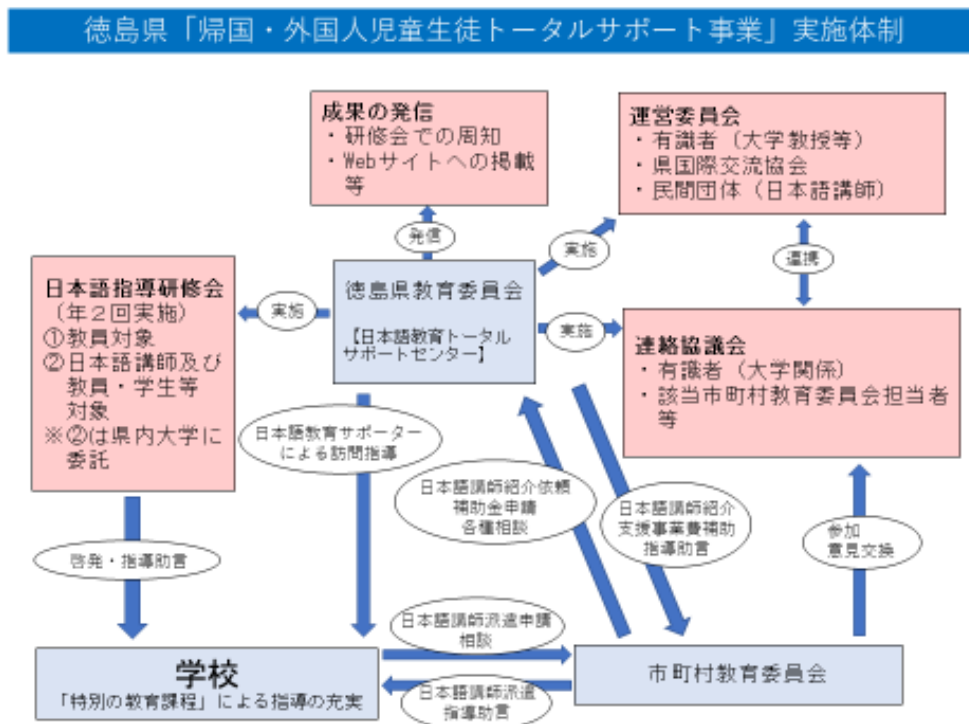 徳島県「帰国・外国人児童生徒トータルサポート事業」実施体制
成果の発信
・研修会での周知
・Webサイトへの掲載
等
運営委員会
・有識者（大学教授等）
・県国際交流協会
・民間団体（日本語講師）
発信
実施
連携
日本語指導研修会
（年２回実施）
①教員対象
②日本語講師及び
教員・学生等
対象
※②は県内大学に
委託
実施
徳島県教育委員会
【日本語教育トータル
サポートセンター】
実施
連絡協議会
・有識者（大学関係）
・該当市町村教育委員会担当者
等
日本語教育サポーター
による訪問指導
日本語講師紹介依頼
補助金申請
各種相談
日本語講師紹介
支援事業費補助
指導助言
参加
意見交換
啓発・指導助言
日本語講師派遣申請
相談
学校
「特別の教育課程」による指導の充実
市町村教育委員会
日本語講師派遣
指導助言